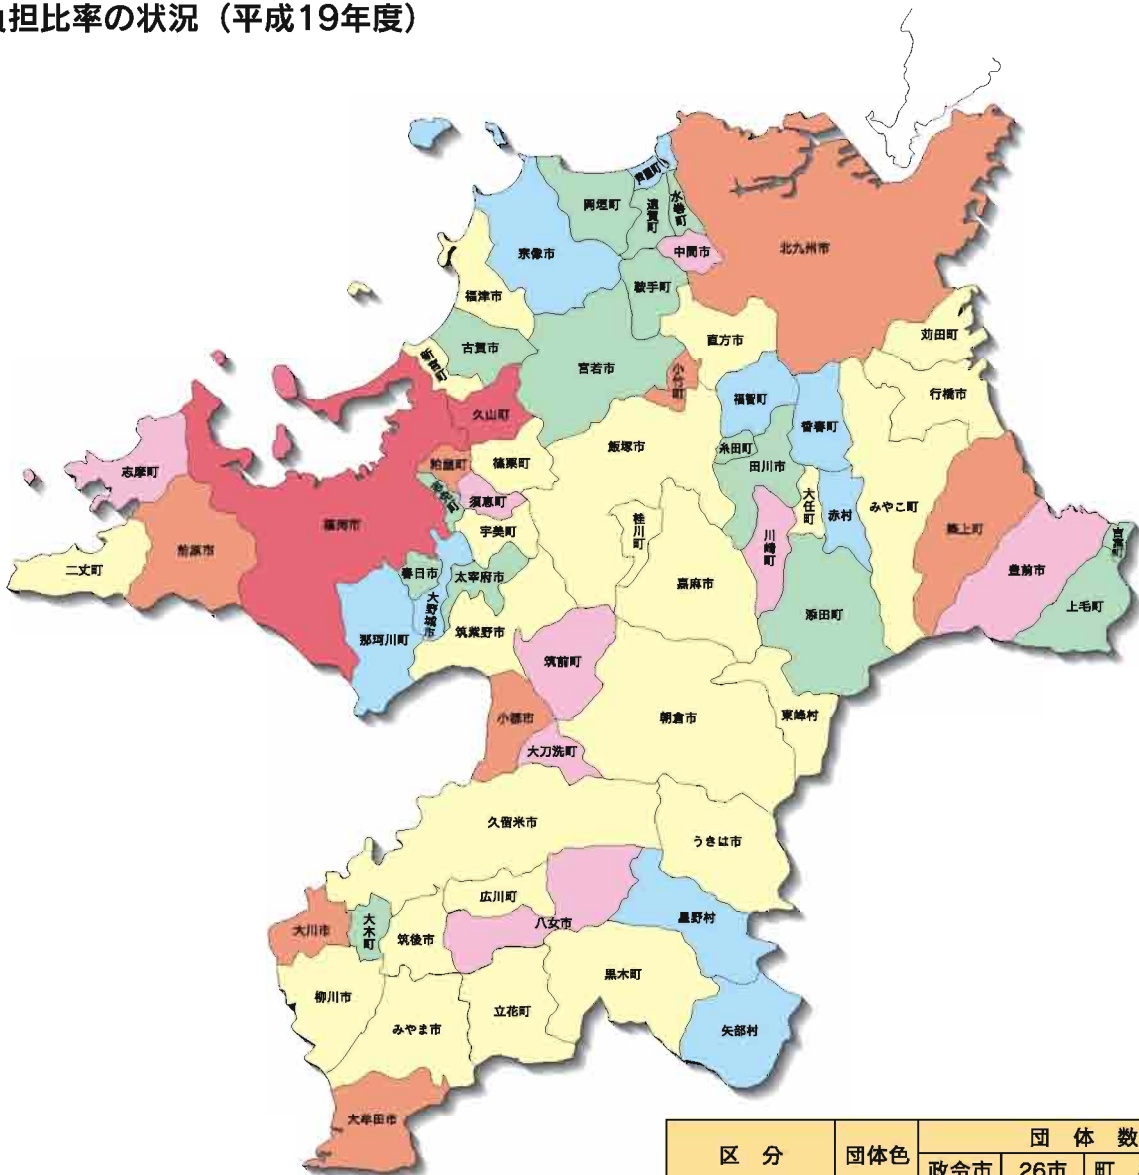 負担比率の状況（平成19年度）
芦屋町
岡垣町
遠賀町
水巻町
宗像市
中間市
北九州市
鞍手町
福津市
直方市
苅田町
古賀市
新宮町
宮若市
小竹町
行橋市
福智町
香春町
久山町
飯塚市
糸田町
田川市
粕屋町
篠栗町
志摩町
須恵町
大任町
赤村
みやこ町
福岡市
宇美町
桂川町
川崎町
築上町
吉富町
前原市
二丈町
春日市
太宰府市
大野城市
嘉麻市
豊前市
上毛町
添田町
那珂川町
筑紫野市
筑前町
小郡市
朝倉市
東峰村
大刀洗町
久留米市
うきは市
広川町
八女市
星野村
大川市
大木町
筑後市
黒木町
柳川市
みやま市
立花町
矢部村
大牟田市
区分 団体色 団体数
政令市 26市 町